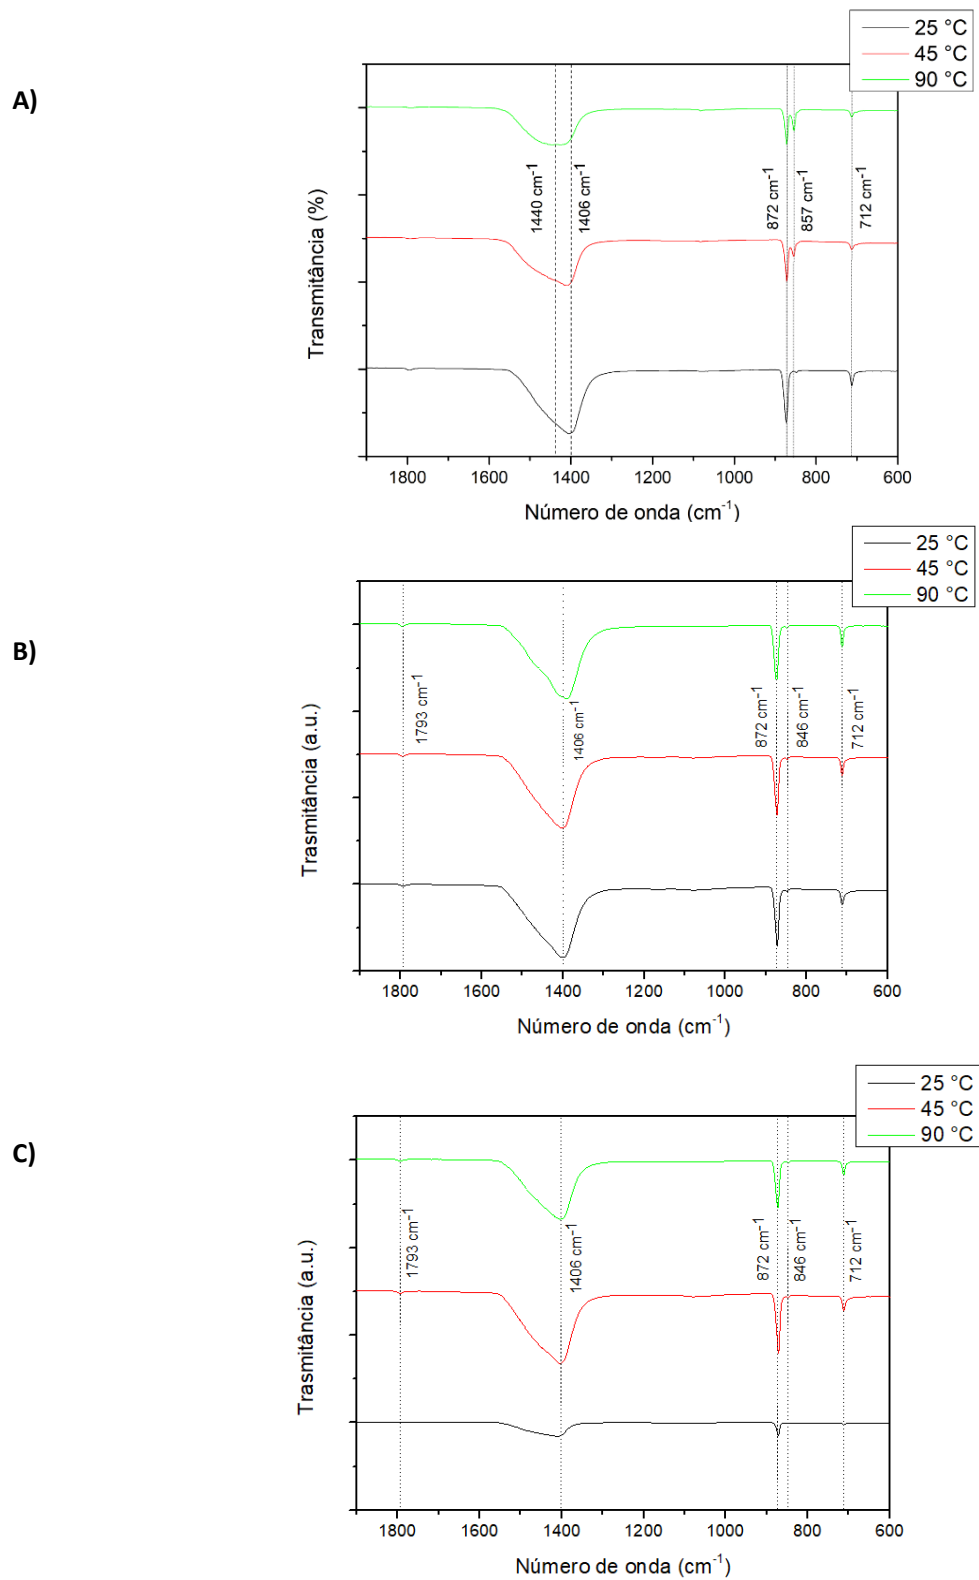 25 °C
45 °C
90 °C
A)
Transmitância (%)
1440 cm⁻¹
1406 cm⁻¹
872 cm⁻¹
857 cm⁻¹
712 cm⁻¹
1800 1600 1400 1200 1000 800 600
Número de onda (cm⁻¹)
25 °C
45 °C
90 °C
B)
Trasmitância (a.u.)
1793 cm⁻¹
1406 cm⁻¹
872 cm⁻¹
846 cm⁻¹
712 cm⁻¹
1800 1600 1400 1200 1000 800 600
Número de onda (cm⁻¹)
25 °C
45 °C
90 °C
C)
Trasmitância (a.u.)
1793 cm⁻¹
1406 cm⁻¹
872 cm⁻¹
846 cm⁻¹
712 cm⁻¹
1800 1600 1400 1200 1000 800 600
Número de onda (cm⁻¹)